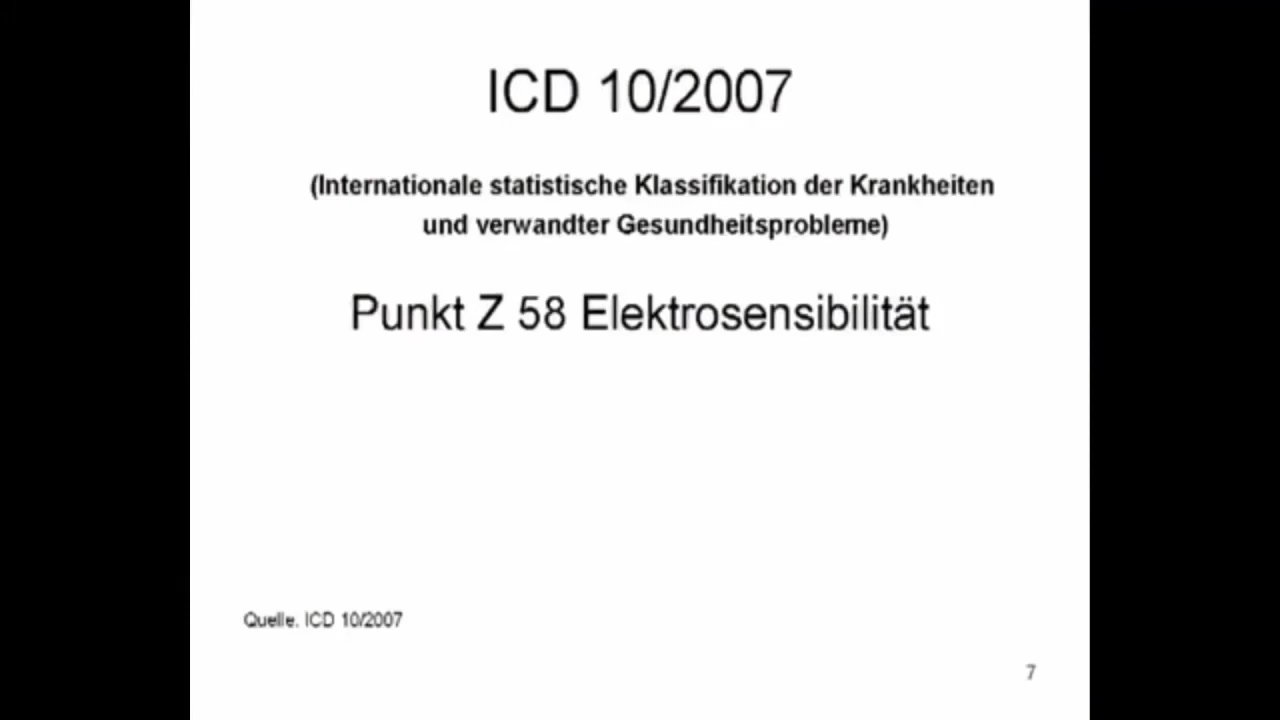 ICD 10/2007
(Internationale statistische Klassifikation der Krankheiten
und verwandter Gesundheitsprobleme)
Punkt Z 58 Elektrosensibilität
Quelle. ICD 10/2007
7